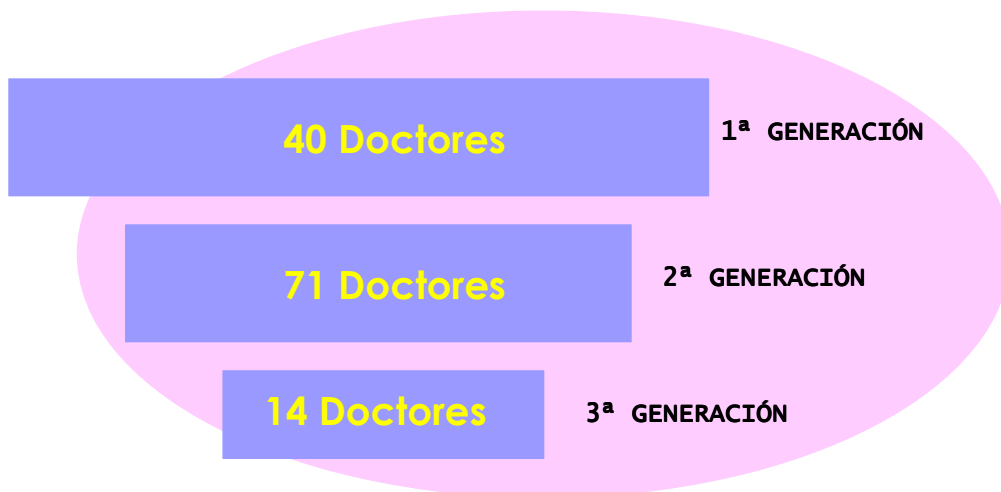 40 Doctores
1ª GENERACIÓN
71 Doctores
2ª GENERACIÓN
14 Doctores
3ª GENERACIÓN